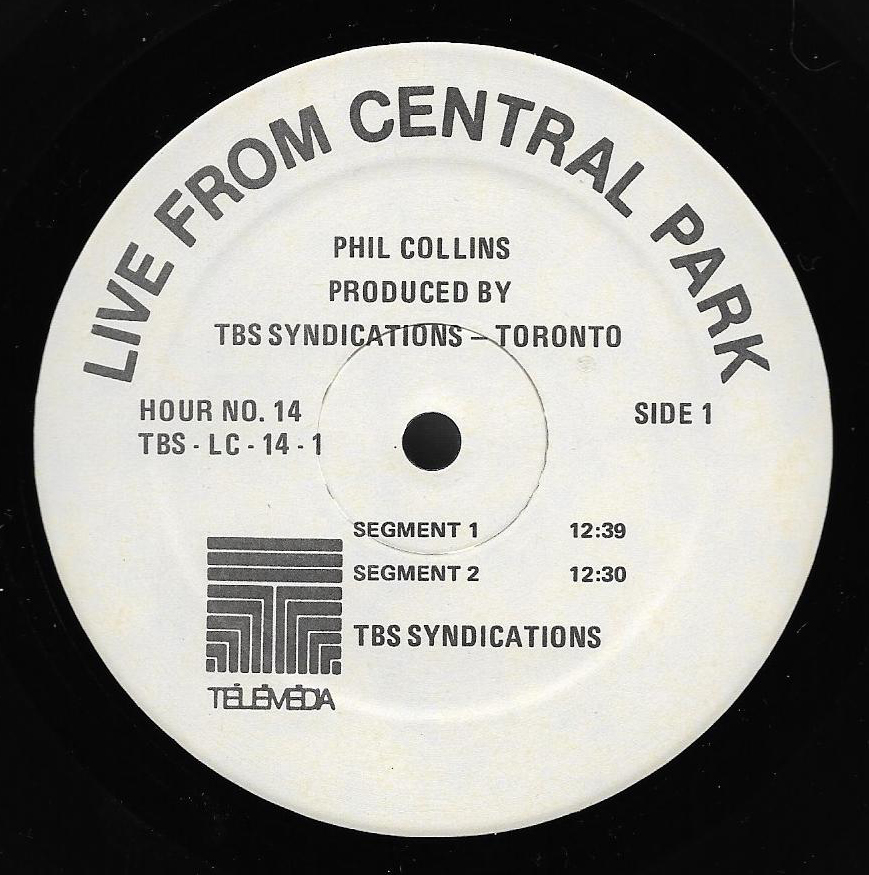 LIVE FROM CENTRAL PARK
PHIL COLLINS
PRODUCED BY
TBS SYNDICATIONS – TORONTO
HOUR NO. 14
SIDE 1
TBS - LC - 14 - 1
SEGMENT 1 12:39
SEGMENT 2 12:30
TBS SYNDICATIONS
TÉLÉMÉDIA